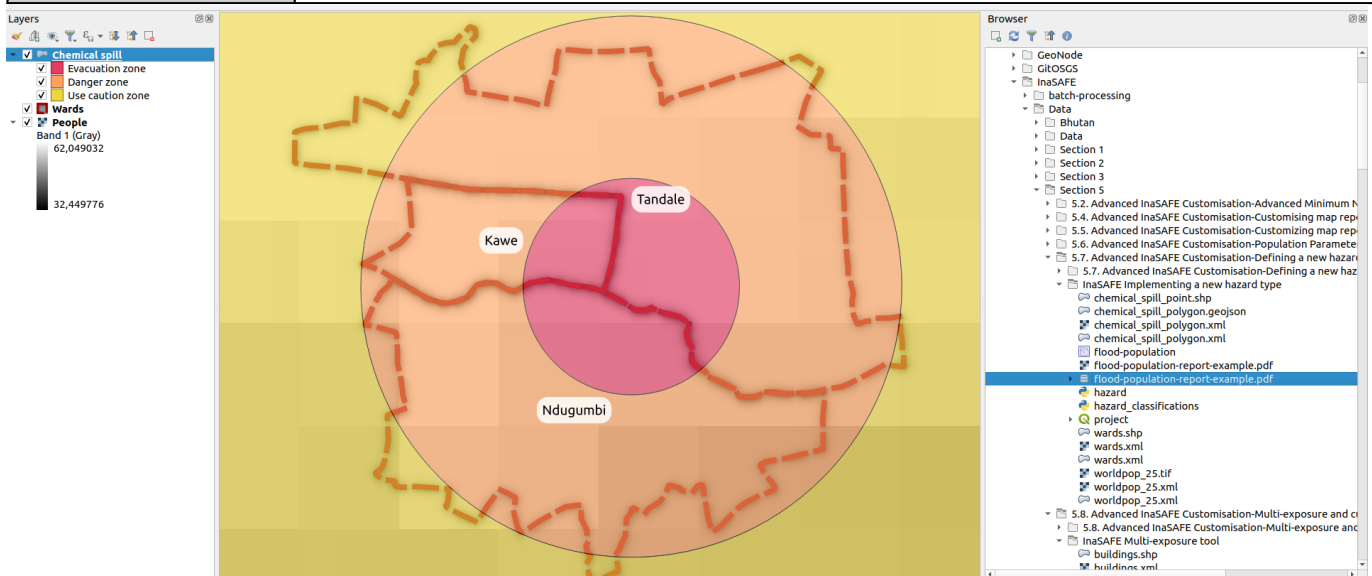 Layers
Chemical spill
Evacuation zone
Danger zone
Use caution zone
Wards
People
Band 1 (Gray)
62,049032
32,449776
Tandale
Kawe
Ndugumbi
Browser
GeoNode
GitOSGS
InaSAFE
batch-processing
Data
Bhutan
Data
Section 1
Section 2
Section 3
Section 5
5.2. Advanced InaSAFE Customisation-Advanced Minimum N
5.4. Advanced InaSAFE Customisation-Customising map repo
5.5. Advanced InaSAFE Customisation-Customizing map repo
5.6. Advanced InaSAFE Customisation-Population Parameter
5.7. Advanced InaSAFE Customisation-Defining a new hazard
5.7. Advanced InaSAFE Customisation-Defining a new haz
InaSAFE Implementing a new hazard type
chemical_spill_point.shp
chemical_spill_polygon.geojson
chemical_spill_polygon.xml
chemical_spill_polygon.xml
flood-population
flood-population-report-example.pdf
flood-population-report-example.pdf
hazard
hazard_classifications
project
wards.shp
wards.xml
wards.xml
worldpop_25.tif
worldpop_25.xml
worldpop_25.xml
5.8. Advanced InaSAFE Customisation-Multi-exposure and cu
5.8. Advanced InaSAFE Customisation-Multi-exposure and
InaSAFE Multi-exposure tool
buildings.shp
buildings.xml